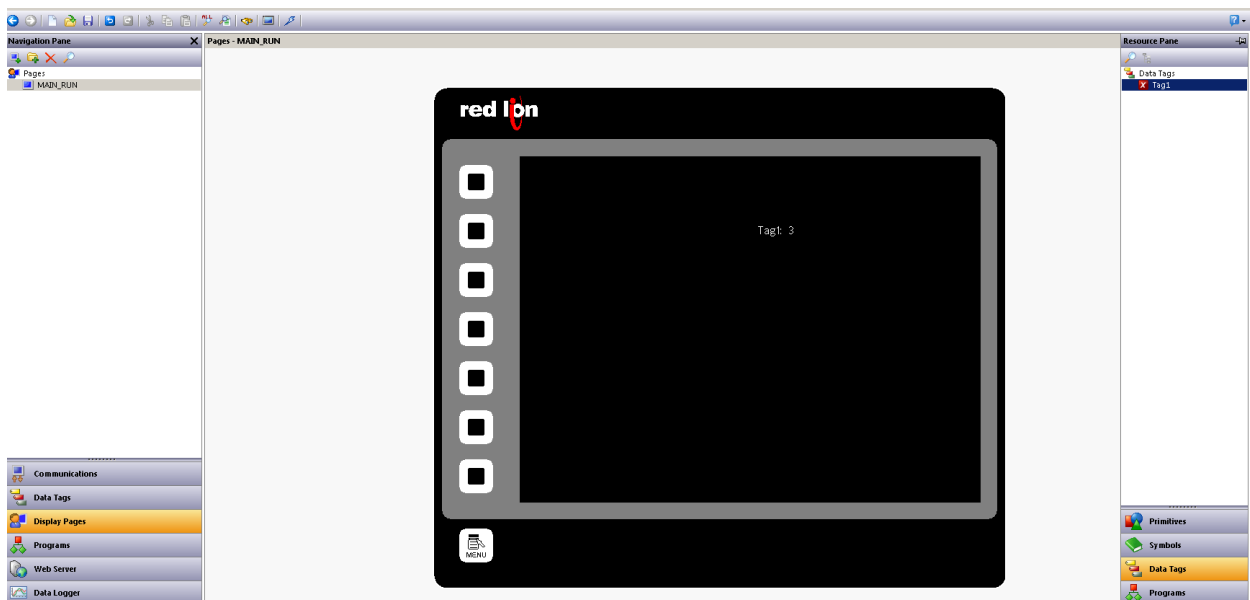 Navigation Pane
Pages - MAIN_RUN
Resource Pane
Pages
MAIN_RUN
Data Tags
Tag1
red lion
Tag1: 3
MENU
Communications
Data Tags
Display Pages
Programs
Web Server
Data Logger
Primitives
Symbols
Data Tags
Programs